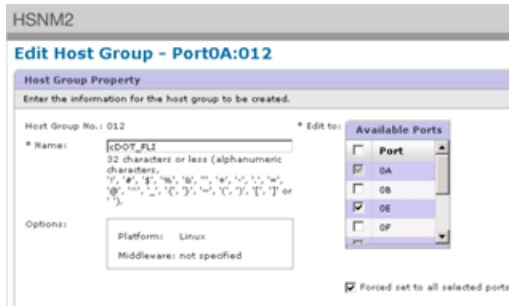 HSNM2
Edit Host Group - Port0A:012
Host Group Property
Enter the information for the host group to be created.
Host Group No.: 012
* Name: cDOT_FLI
32 characters or less (alphanumeric
characters,
'!', '#', '$', '%', '&', ''', '+', '-', '.', '=',
'@', '^', '_', '{', '}', '~', '(', ')', '[', ']' or
' ').
Options:
Platform: Linux
Middleware: not specified
* Edit to:
Available Ports
Port
0A
0B
0E
0F
Forced set to all selected ports